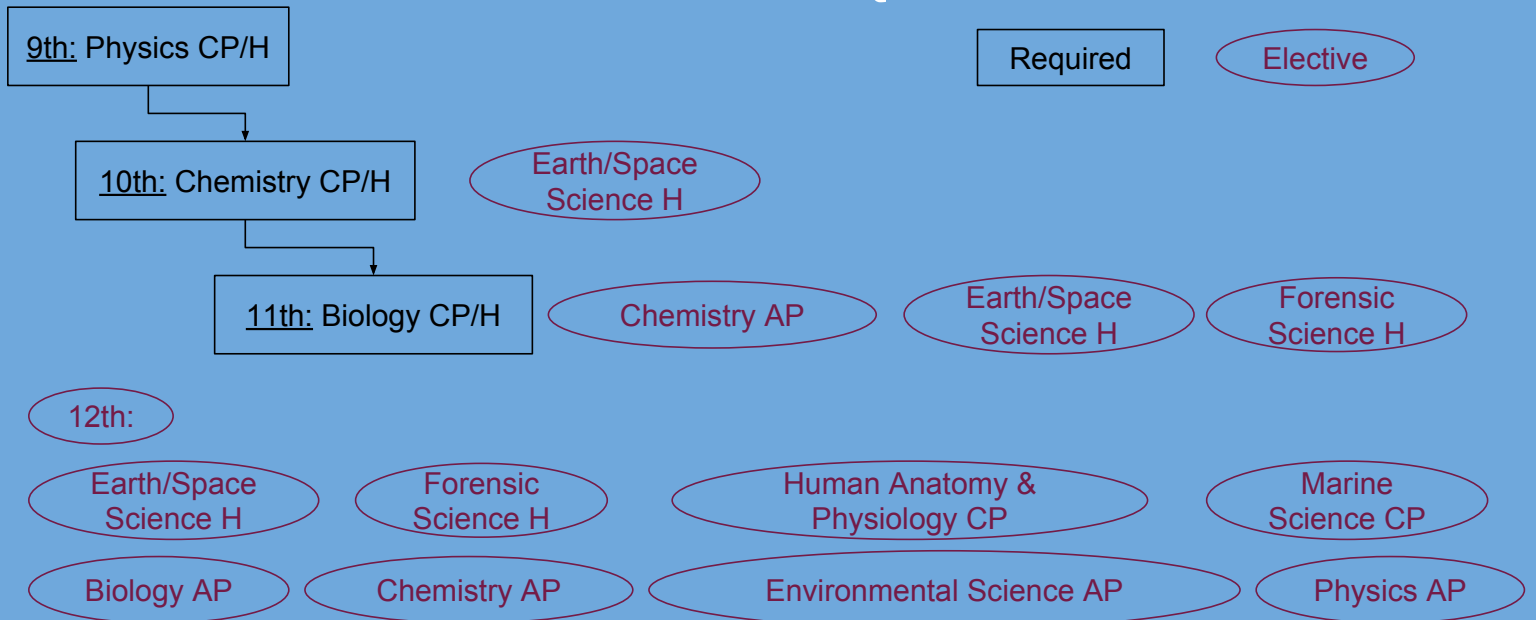 9th: Physics CP/H
Required
Elective
10th: Chemistry CP/H
Earth/Space
Science H
11th: Biology CP/H
Chemistry AP
Earth/Space
Science H
Forensic
Science H
12th:
Earth/Space
Science H
Forensic
Science H
Human Anatomy &
Physiology CP
Marine
Science CP
Biology AP
Chemistry AP
Environmental Science AP
Physics AP